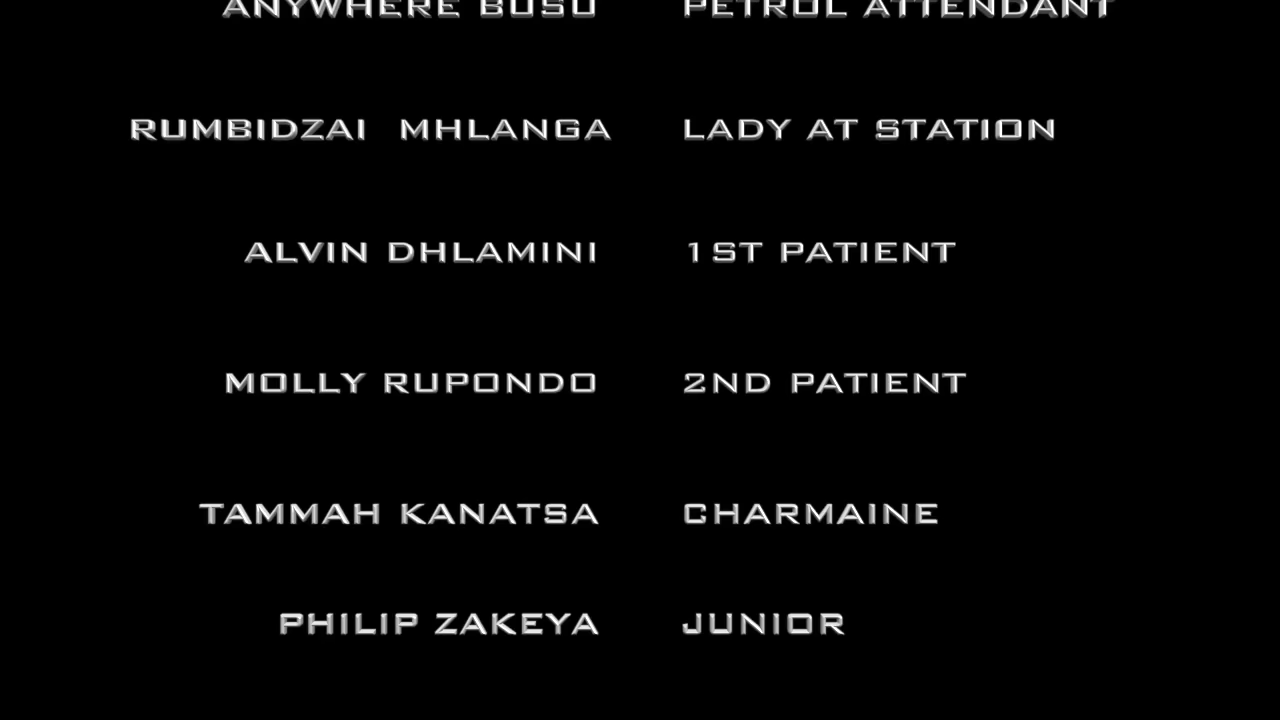 ANYWHERE BUSU PETROL ATTENDANT
RUMBIDZAI MHLANGA LADY AT STATION
ALVIN DHLAMINI 1ST PATIENT
MOLLY RUPONDO 2ND PATIENT
TAMMAH KANATSA CHARMAINE
PHILIP ZAKEYA JUNIOR